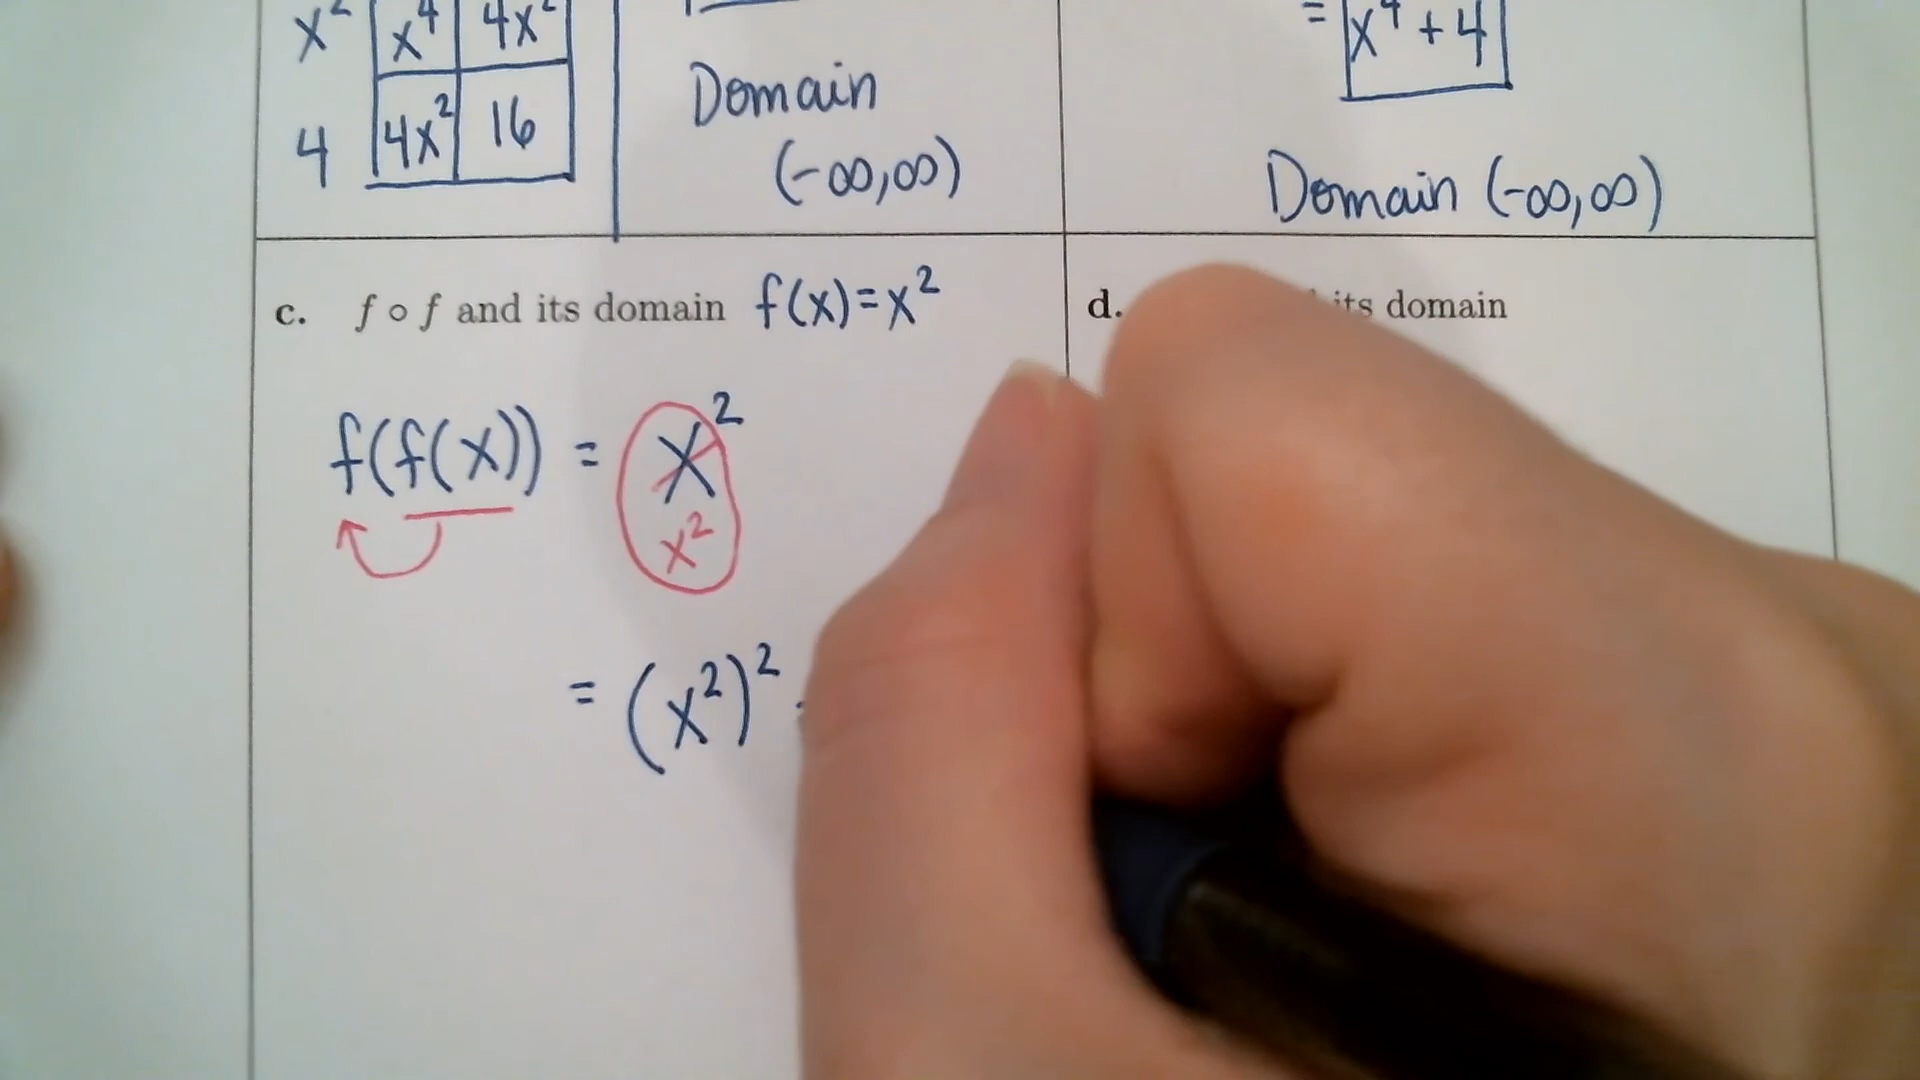 x² x⁴ 4x²
4 4x² 16
Domain
(-∞,∞)
= x⁴ + 4
Domain (-∞,∞)
c. f ∘ f and its domain f(x)=x²
f(f(x)) = x²
x²
= (x²)²
d. its domain